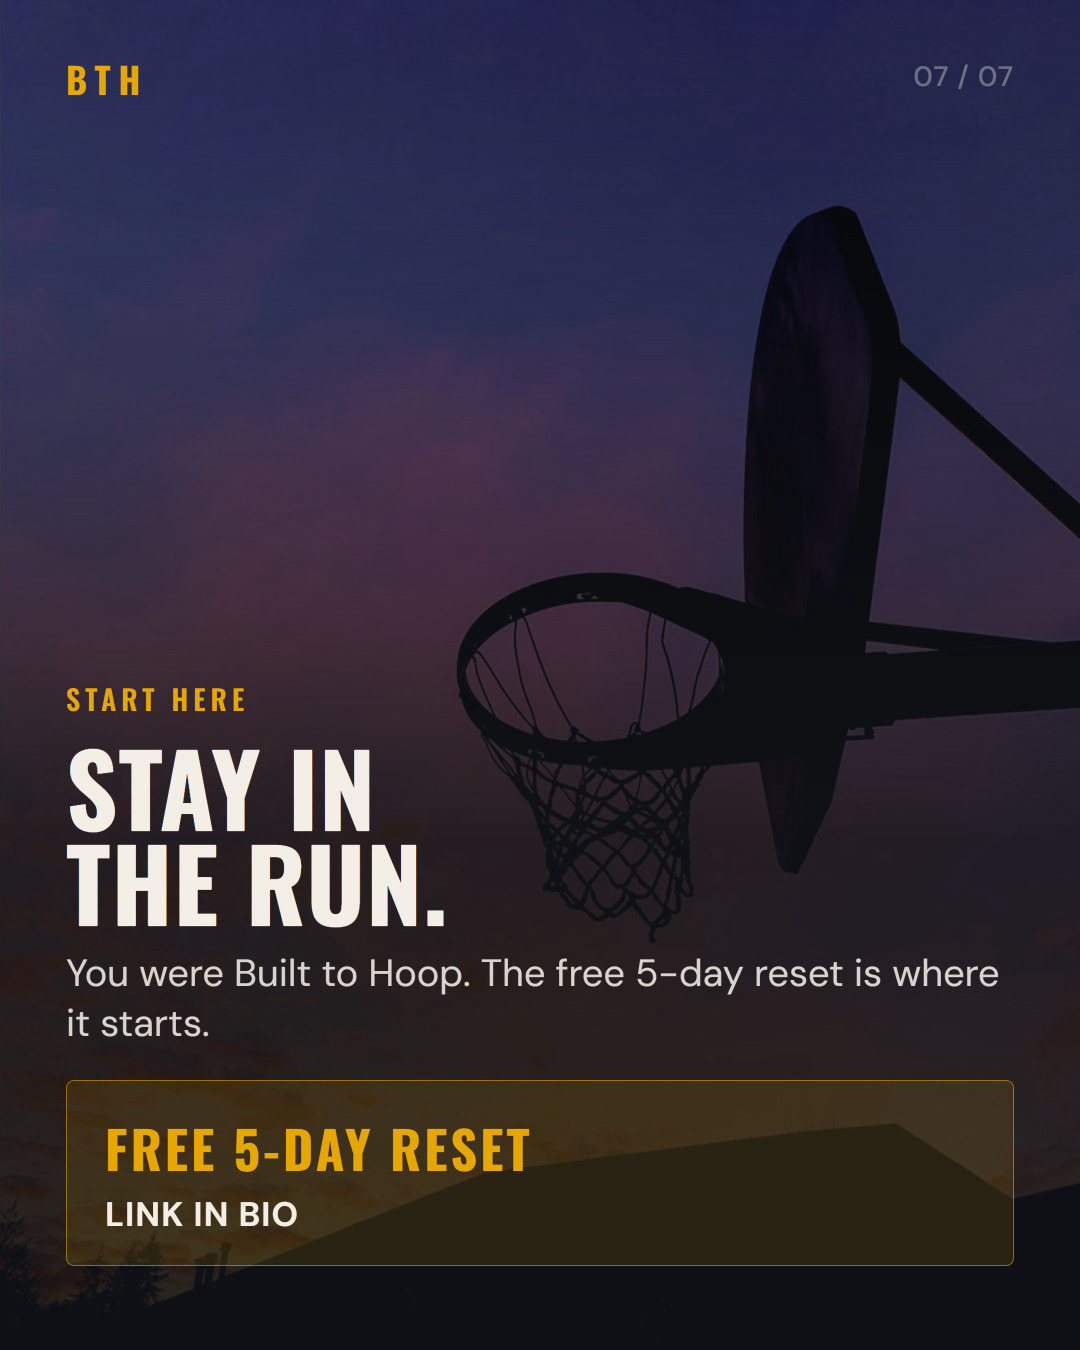 BTH
07 / 07
START HERE
STAY IN
THE RUN.
You were Built to Hoop. The free 5-day reset is where
it starts.
FREE 5-DAY RESET
LINK IN BIO